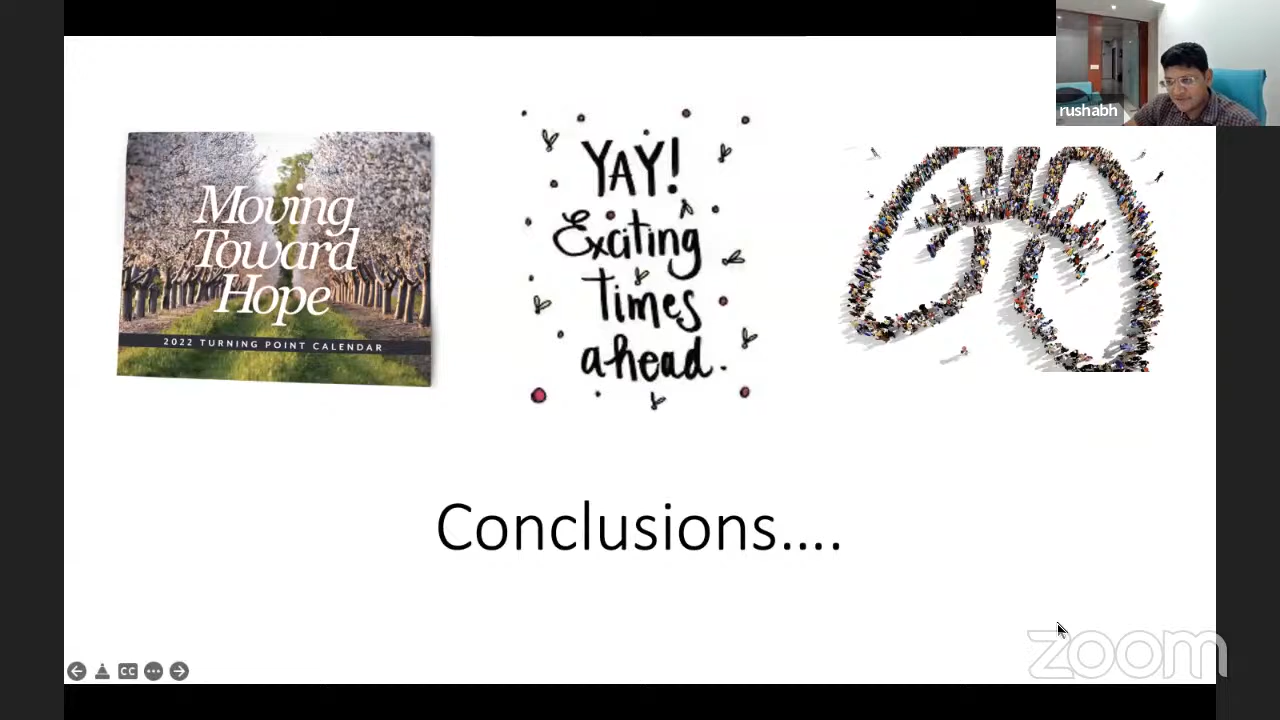 rushabh
Moving
Toward
Hope
2022 TURNING POINT CALENDAR
YAY!
Exciting
times
ahead.
Conclusions....
CC
zoom